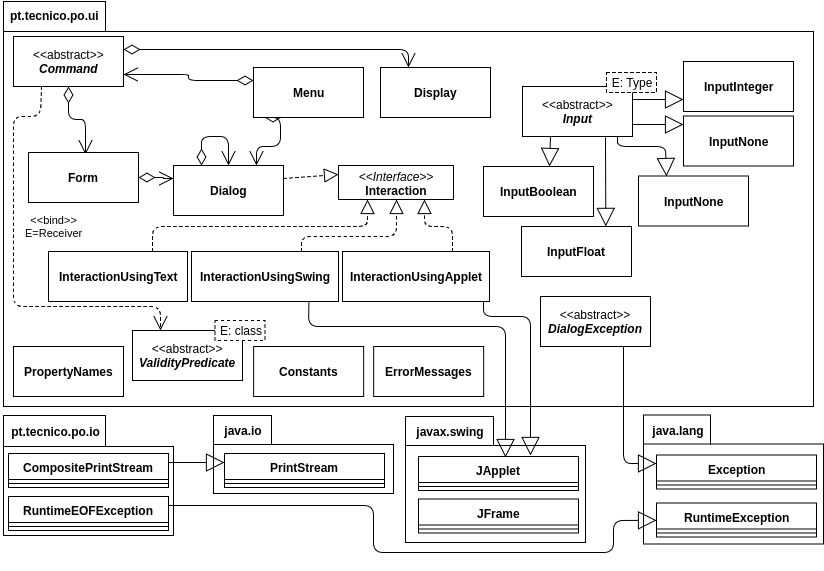 pt.tecnico.po.ui
<<abstract>>
Command
Menu
Display
E: Type
<<abstract>>
Input
InputInteger
InputNone
Form
Dialog
<<Interface>>
Interaction
InputBoolean
InputNone
<<bind>>
E=Receiver
InputFloat
InteractionUsingText
InteractionUsingSwing
InteractionUsingApplet
<<abstract>>
DialogException
E: class
<<abstract>>
ValidityPredicate
PropertyNames
Constants
ErrorMessages
pt.tecnico.po.io
CompositePrintStream
RuntimeEOFException
java.io
PrintStream
javax.swing
JApplet
JFrame
java.lang
Exception
RuntimeException